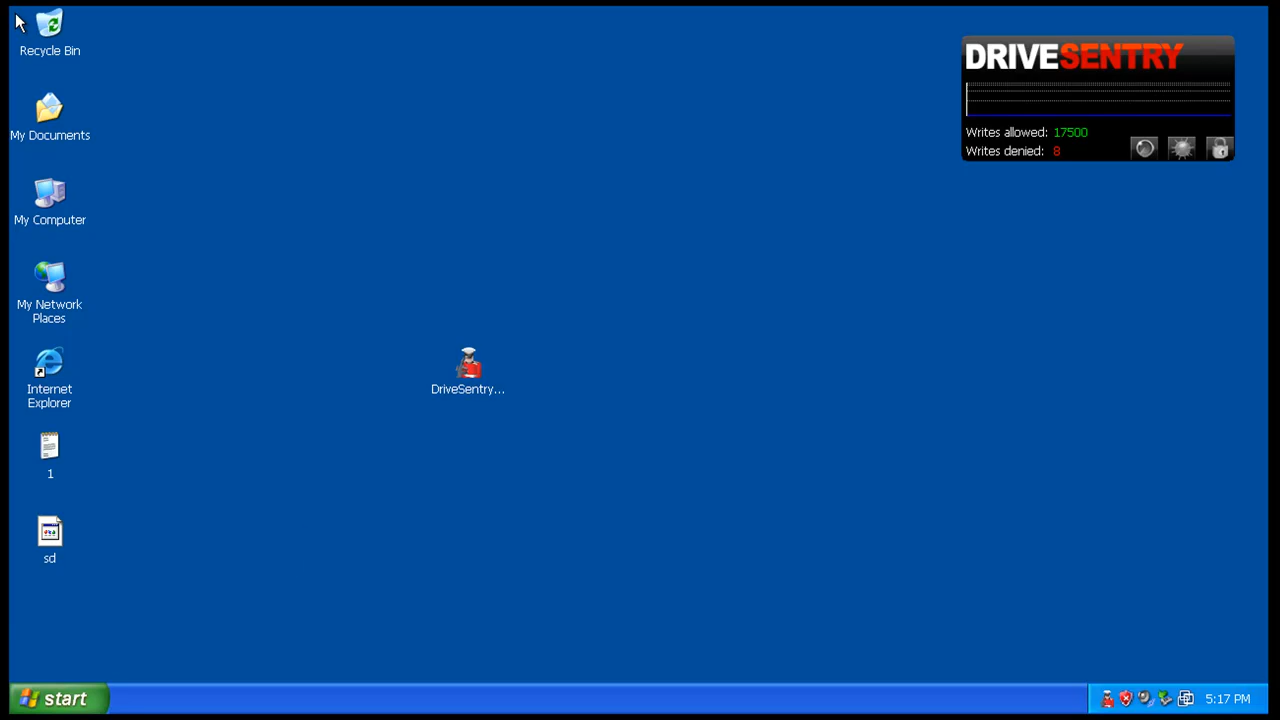 Recycle Bin
My Documents
My Computer
My Network
Places
Internet
Explorer
1
sd
DriveSentry...
DRIVESENTRY
Writes allowed: 17500
Writes denied: 8
start
5:17 PM